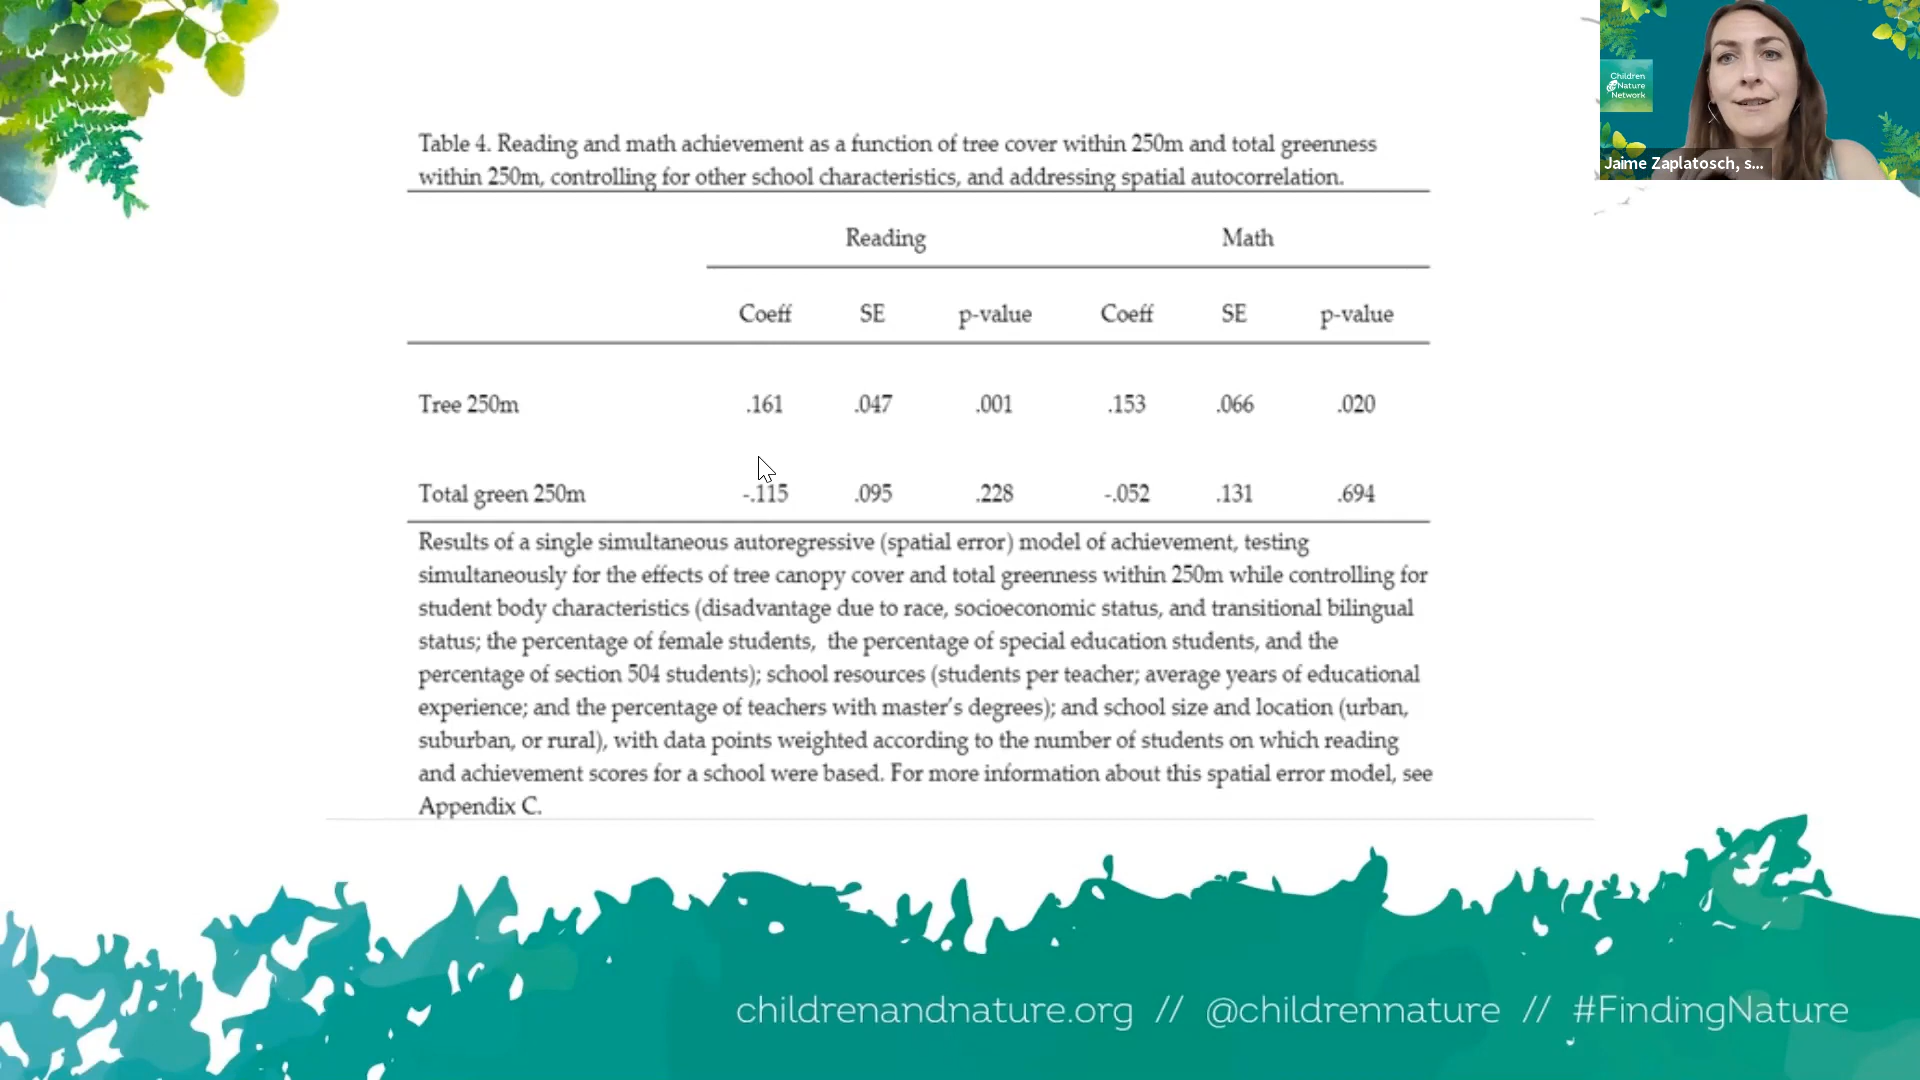 Children
& Nature
Network
Jaime Zaplatosch, s...
Table 4. Reading and math achievement as a function of tree cover within 250m and total greenness
within 250m, controlling for other school characteristics, and addressing spatial autocorrelation.
Reading Math
Coeff SE p-value Coeff SE p-value
Tree 250m .161 .047 .001 .153 .066 .020
Total green 250m -.115 .095 .228 -.052 .131 .694
Results of a single simultaneous autoregressive (spatial error) model of achievement, testing
simultaneously for the effects of tree canopy cover and total greenness within 250m while controlling for
student body characteristics (disadvantage due to race, socioeconomic status, and transitional bilingual
status; the percentage of female students, the percentage of special education students, and the
percentage of section 504 students); school resources (students per teacher; average years of educational
experience; and the percentage of teachers with master's degrees); and school size and location (urban,
suburban, or rural), with data points weighted according to the number of students on which reading
and achievement scores for a school were based. For more information about this spatial error model, see
Appendix C.
childrenandnature.org // @childrennature // #FindingNature